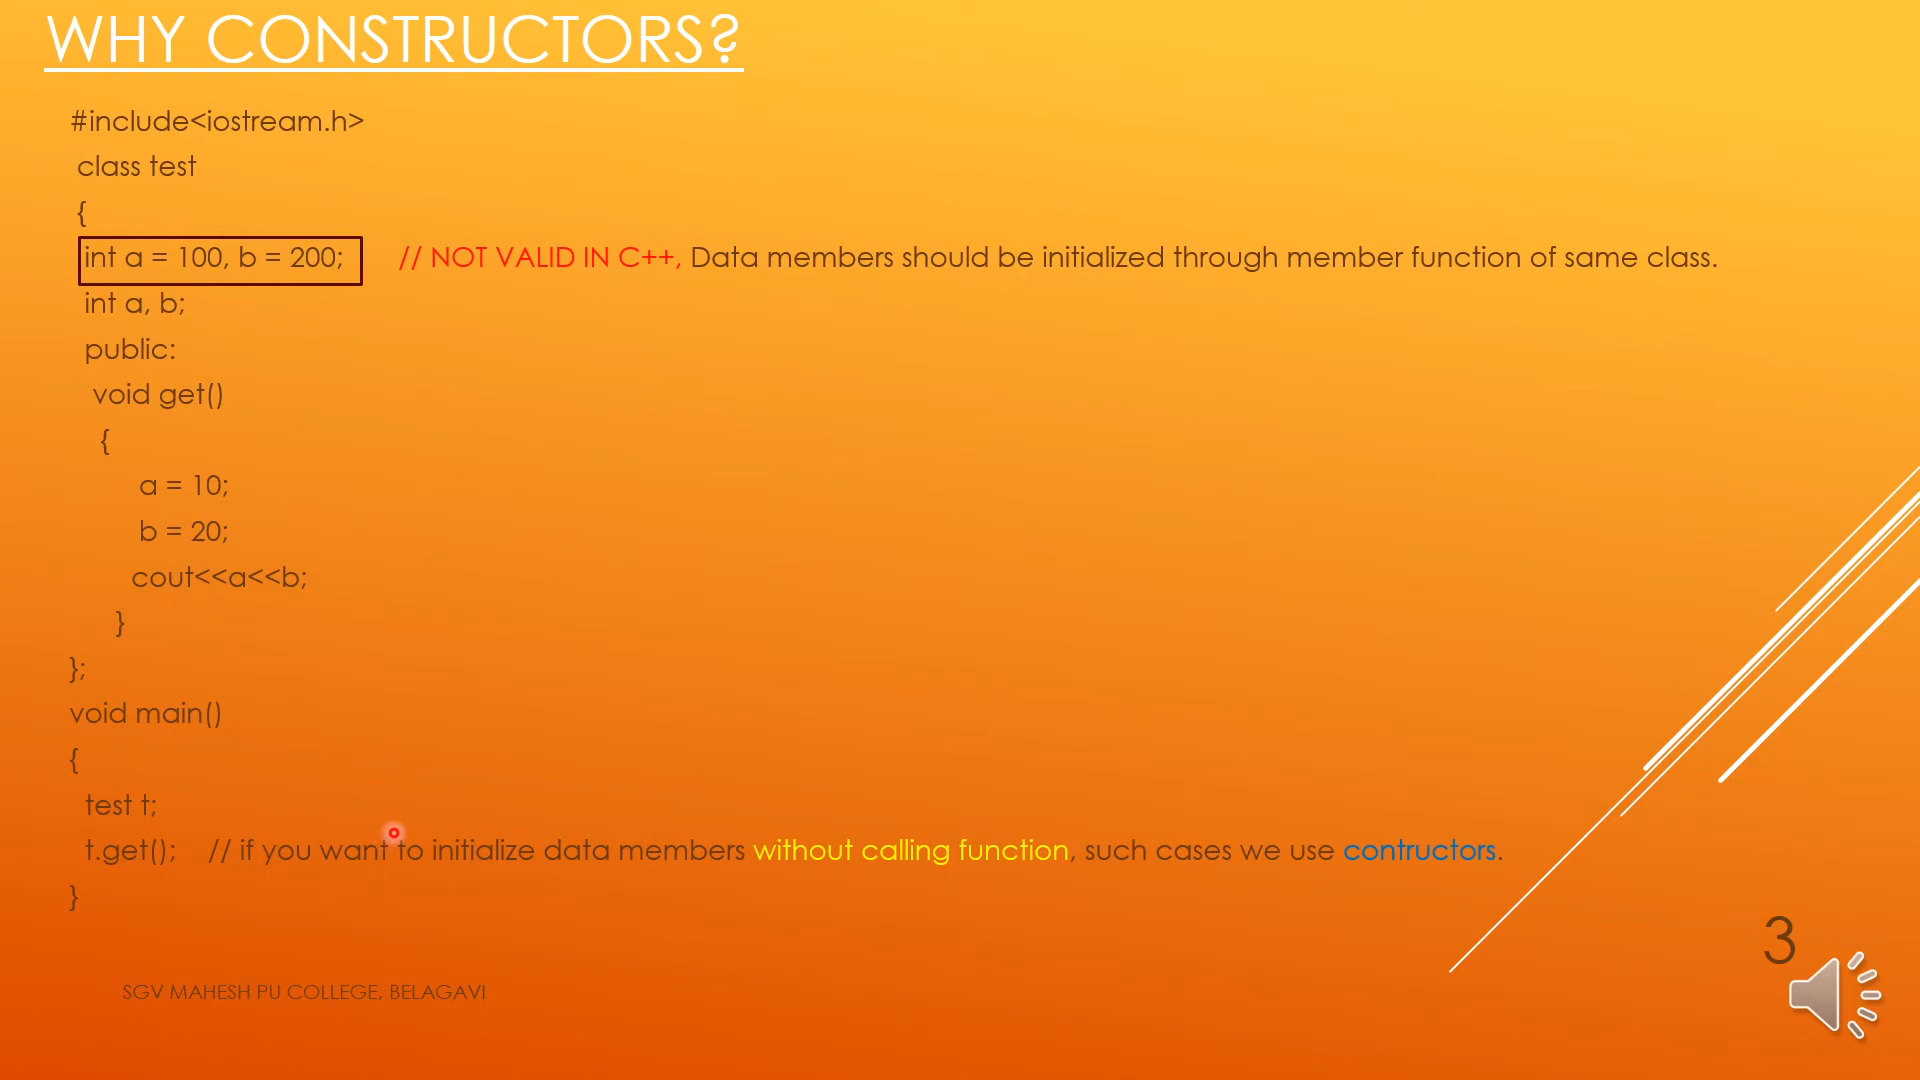 WHY CONSTRUCTORS?
#include<iostream.h>
class test
{
int a = 100, b = 200; // NOT VALID IN C++, Data members should be initialized through member function of same class.
int a, b;
public:
void get()
{
a = 10;
b = 20;
cout<<a<<b;
}
};
void main()
{
test t;
t.get(); // if you want to initialize data members without calling function, such cases we use contructors.
}
3
SGV MAHESH PU COLLEGE, BELAGAVI